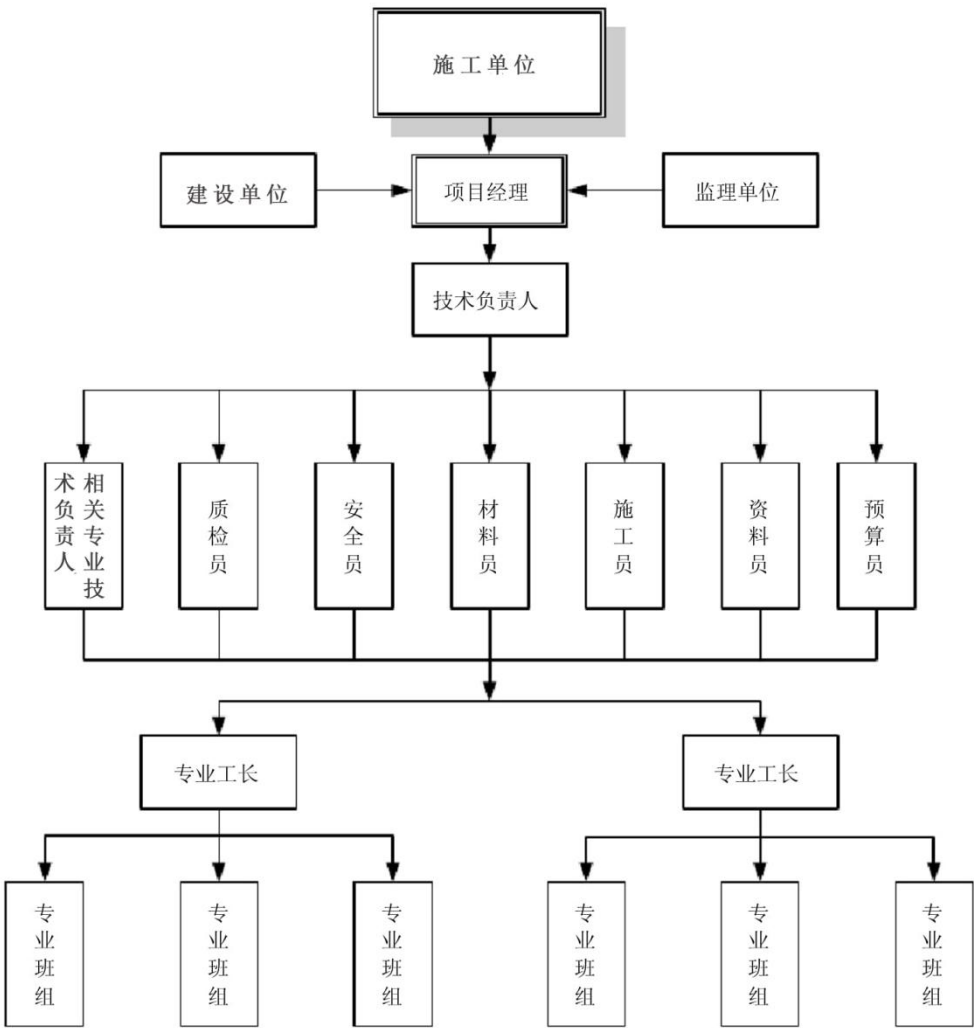 施工单位
建设单位
项目经理
监理单位
技术负责人
相关专业技
术负责人
质检员
安全员
材料员
施工员
资料员
预算员
专业工长
专业工长
专业班组
专业班组
专业班组
专业班组
专业班组
专业班组